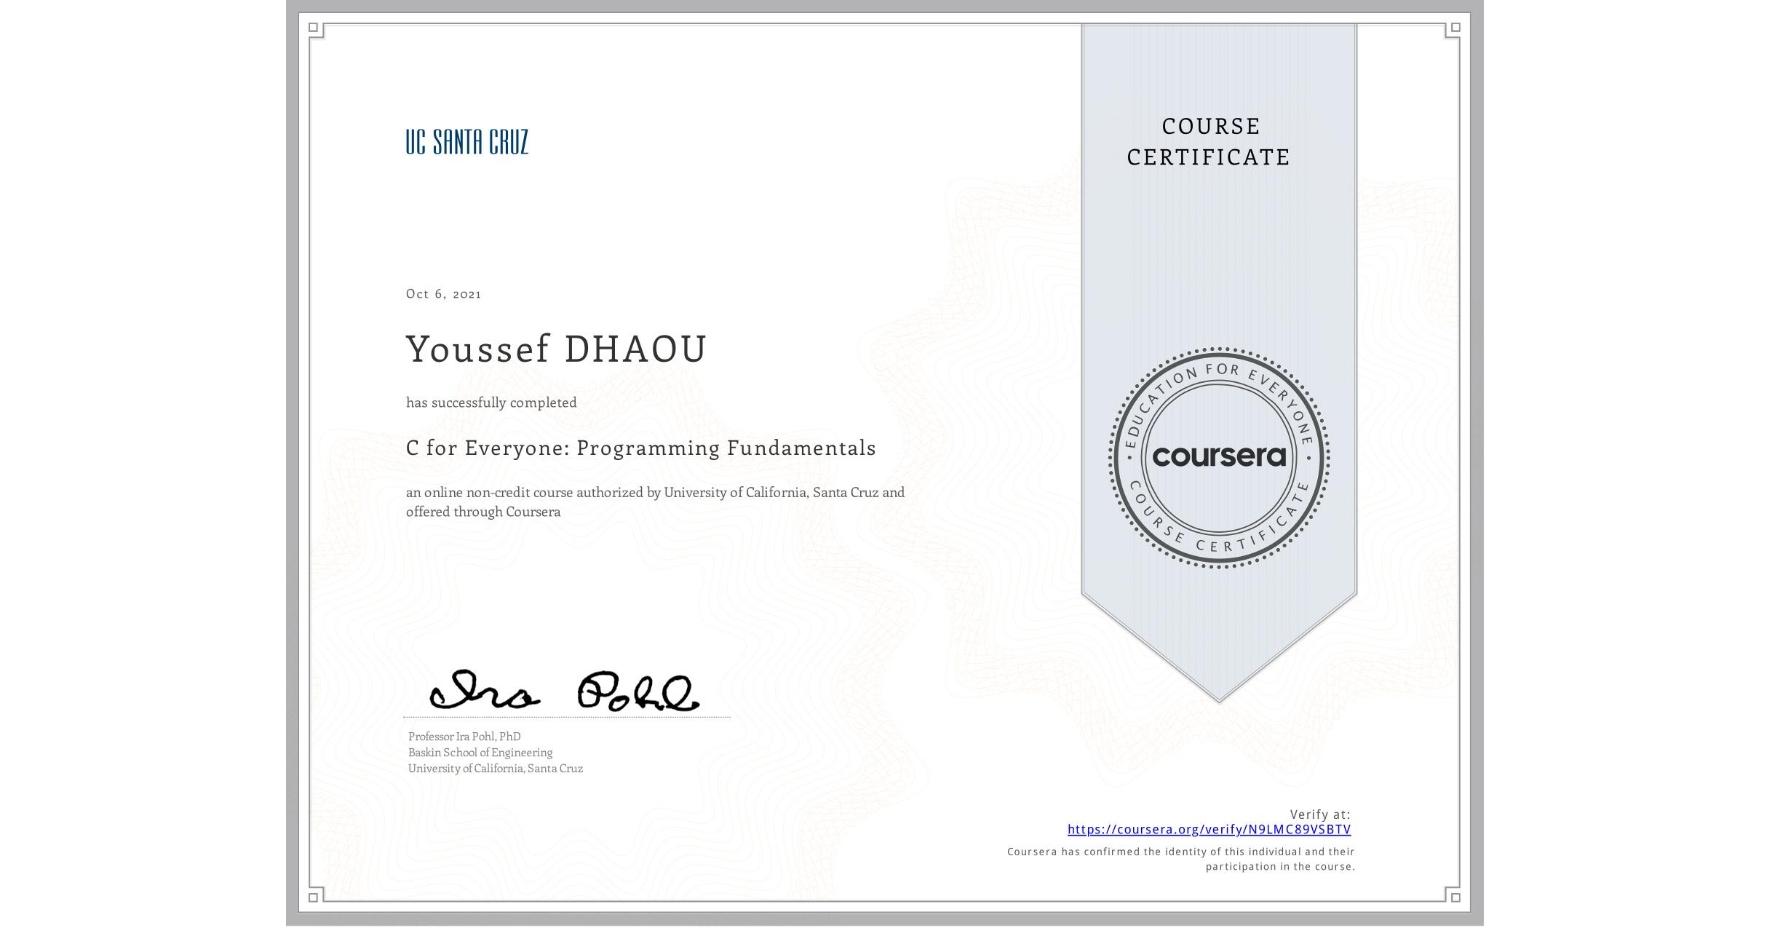 UC SANTA CRUZ
COURSE
CERTIFICATE
Oct 6, 2021
Youssef DHAOU
has successfully completed
C for Everyone: Programming Fundamentals
an online non-credit course authorized by University of California, Santa Cruz and
offered through Coursera
EDUCATION FOR EVERYONE
coursera
COURSE CERTIFICATE
Ira Pohl
Professor Ira Pohl, PhD
Baskin School of Engineering
University of California, Santa Cruz
Verify at:
https://coursera.org/verify/N9LMC89VSBTV
Coursera has confirmed the identity of this individual and their
participation in the course.